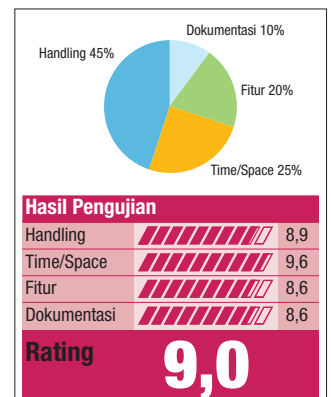 Dokumentasi 10%
Handling 45%
Fitur 20%
Time/Space 25%
Hasil Pengujian
Handling 8,9
Time/Space 9,6
Fitur 8,6
Dokumentasi 8,6
Rating 9,0